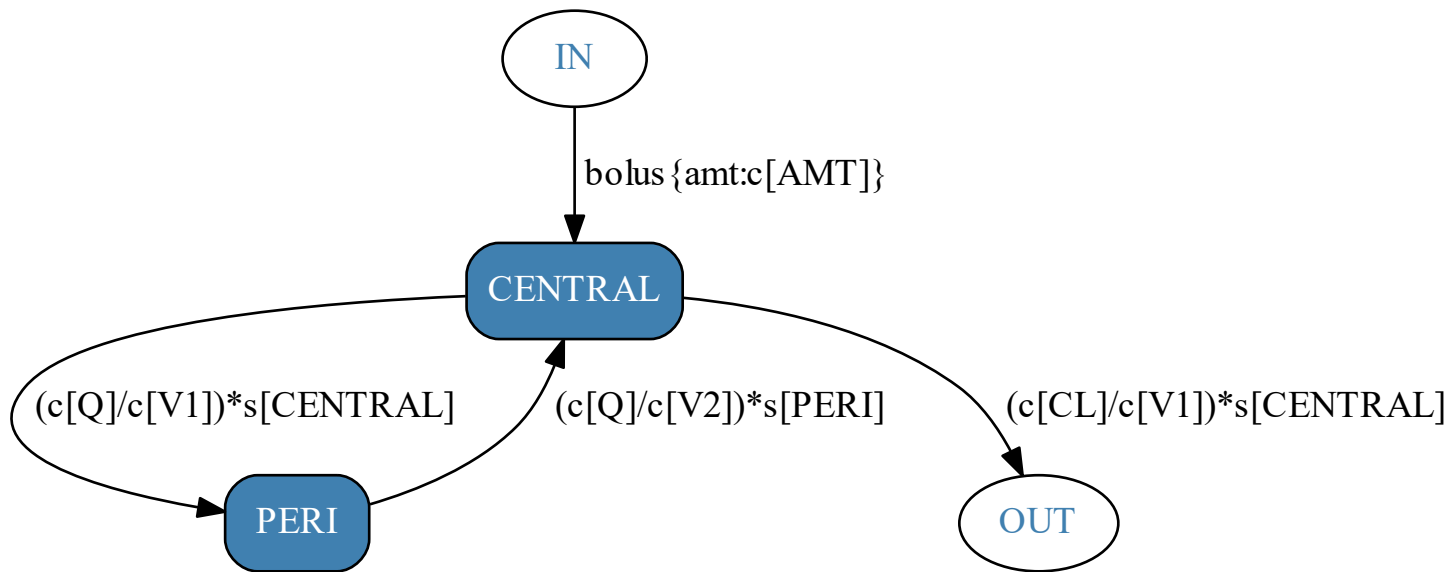 IN
bolus{amt:c[AMT]}
CENTRAL
(c[Q]/c[V1])*s[CENTRAL]
(c[Q]/c[V2])*s[PERI]
(c[CL]/c[V1])*s[CENTRAL]
PERI
OUT